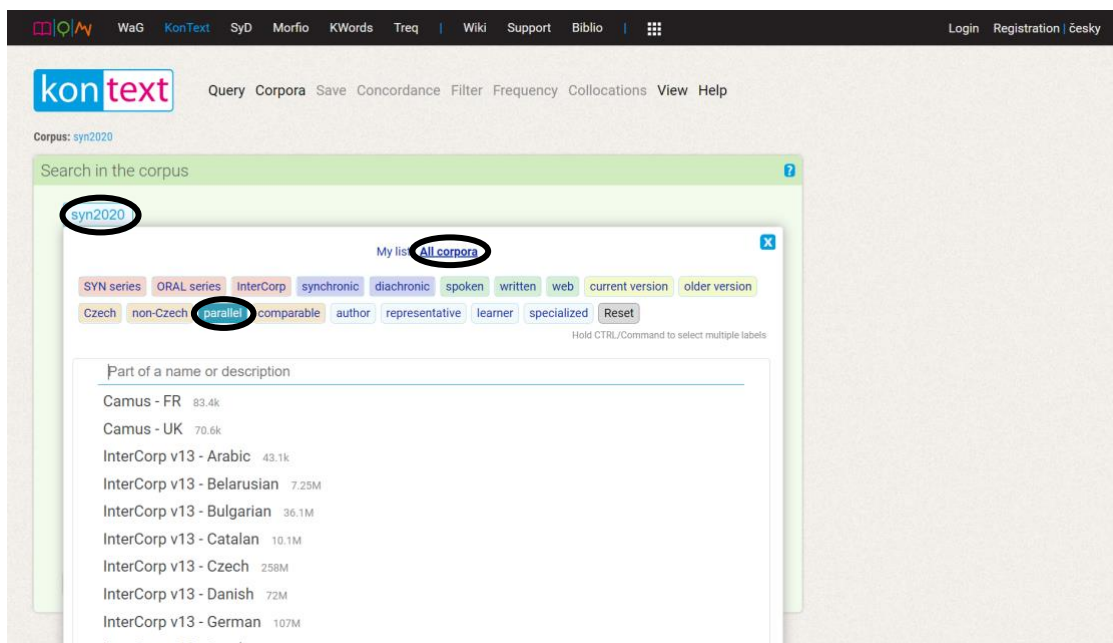 WaG KonText SyD Morfio KWords Treq | Wiki Support Biblio | Login Registration | česky
kontext Query Corpora Save Concordance Filter Frequency Collocations View Help
Corpus: syn2020
Search in the corpus ?
syn2020
My list All corpora X
SYN series ORAL series InterCorp synchronic diachronic spoken written web current version older version
Czech non-Czech parallel comparable author representative learner specialized Reset
Hold CTRL/Command to select multiple labels
Part of a name or description
Camus - FR 83.4k
Camus - UK 70.6k
InterCorp v13 - Arabic 43.1k
InterCorp v13 - Belarusian 7.25M
InterCorp v13 - Bulgarian 36.1M
InterCorp v13 - Catalan 10.1M
InterCorp v13 - Czech 258M
InterCorp v13 - Danish 72M
InterCorp v13 - German 107M